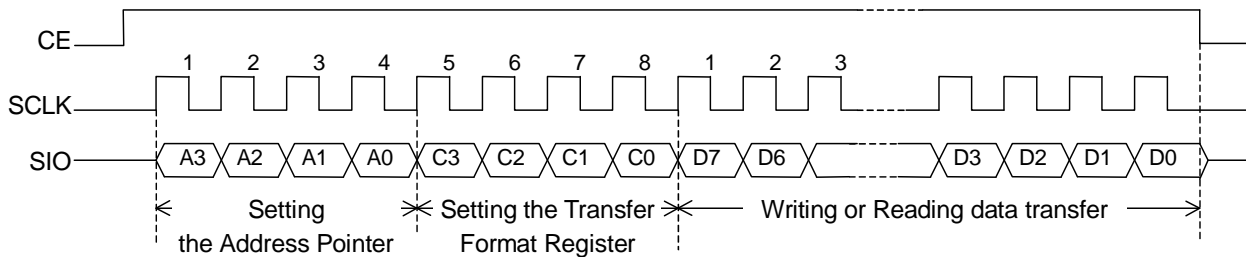 CE
1 2 3 4 5 6 7 8 1 2 3
SCLK
SIO A3 A2 A1 A0 C3 C2 C1 C0 D7 D6 D3 D2 D1 D0
Setting Setting the Transfer Writing or Reading data transfer
the Address Pointer Format Register